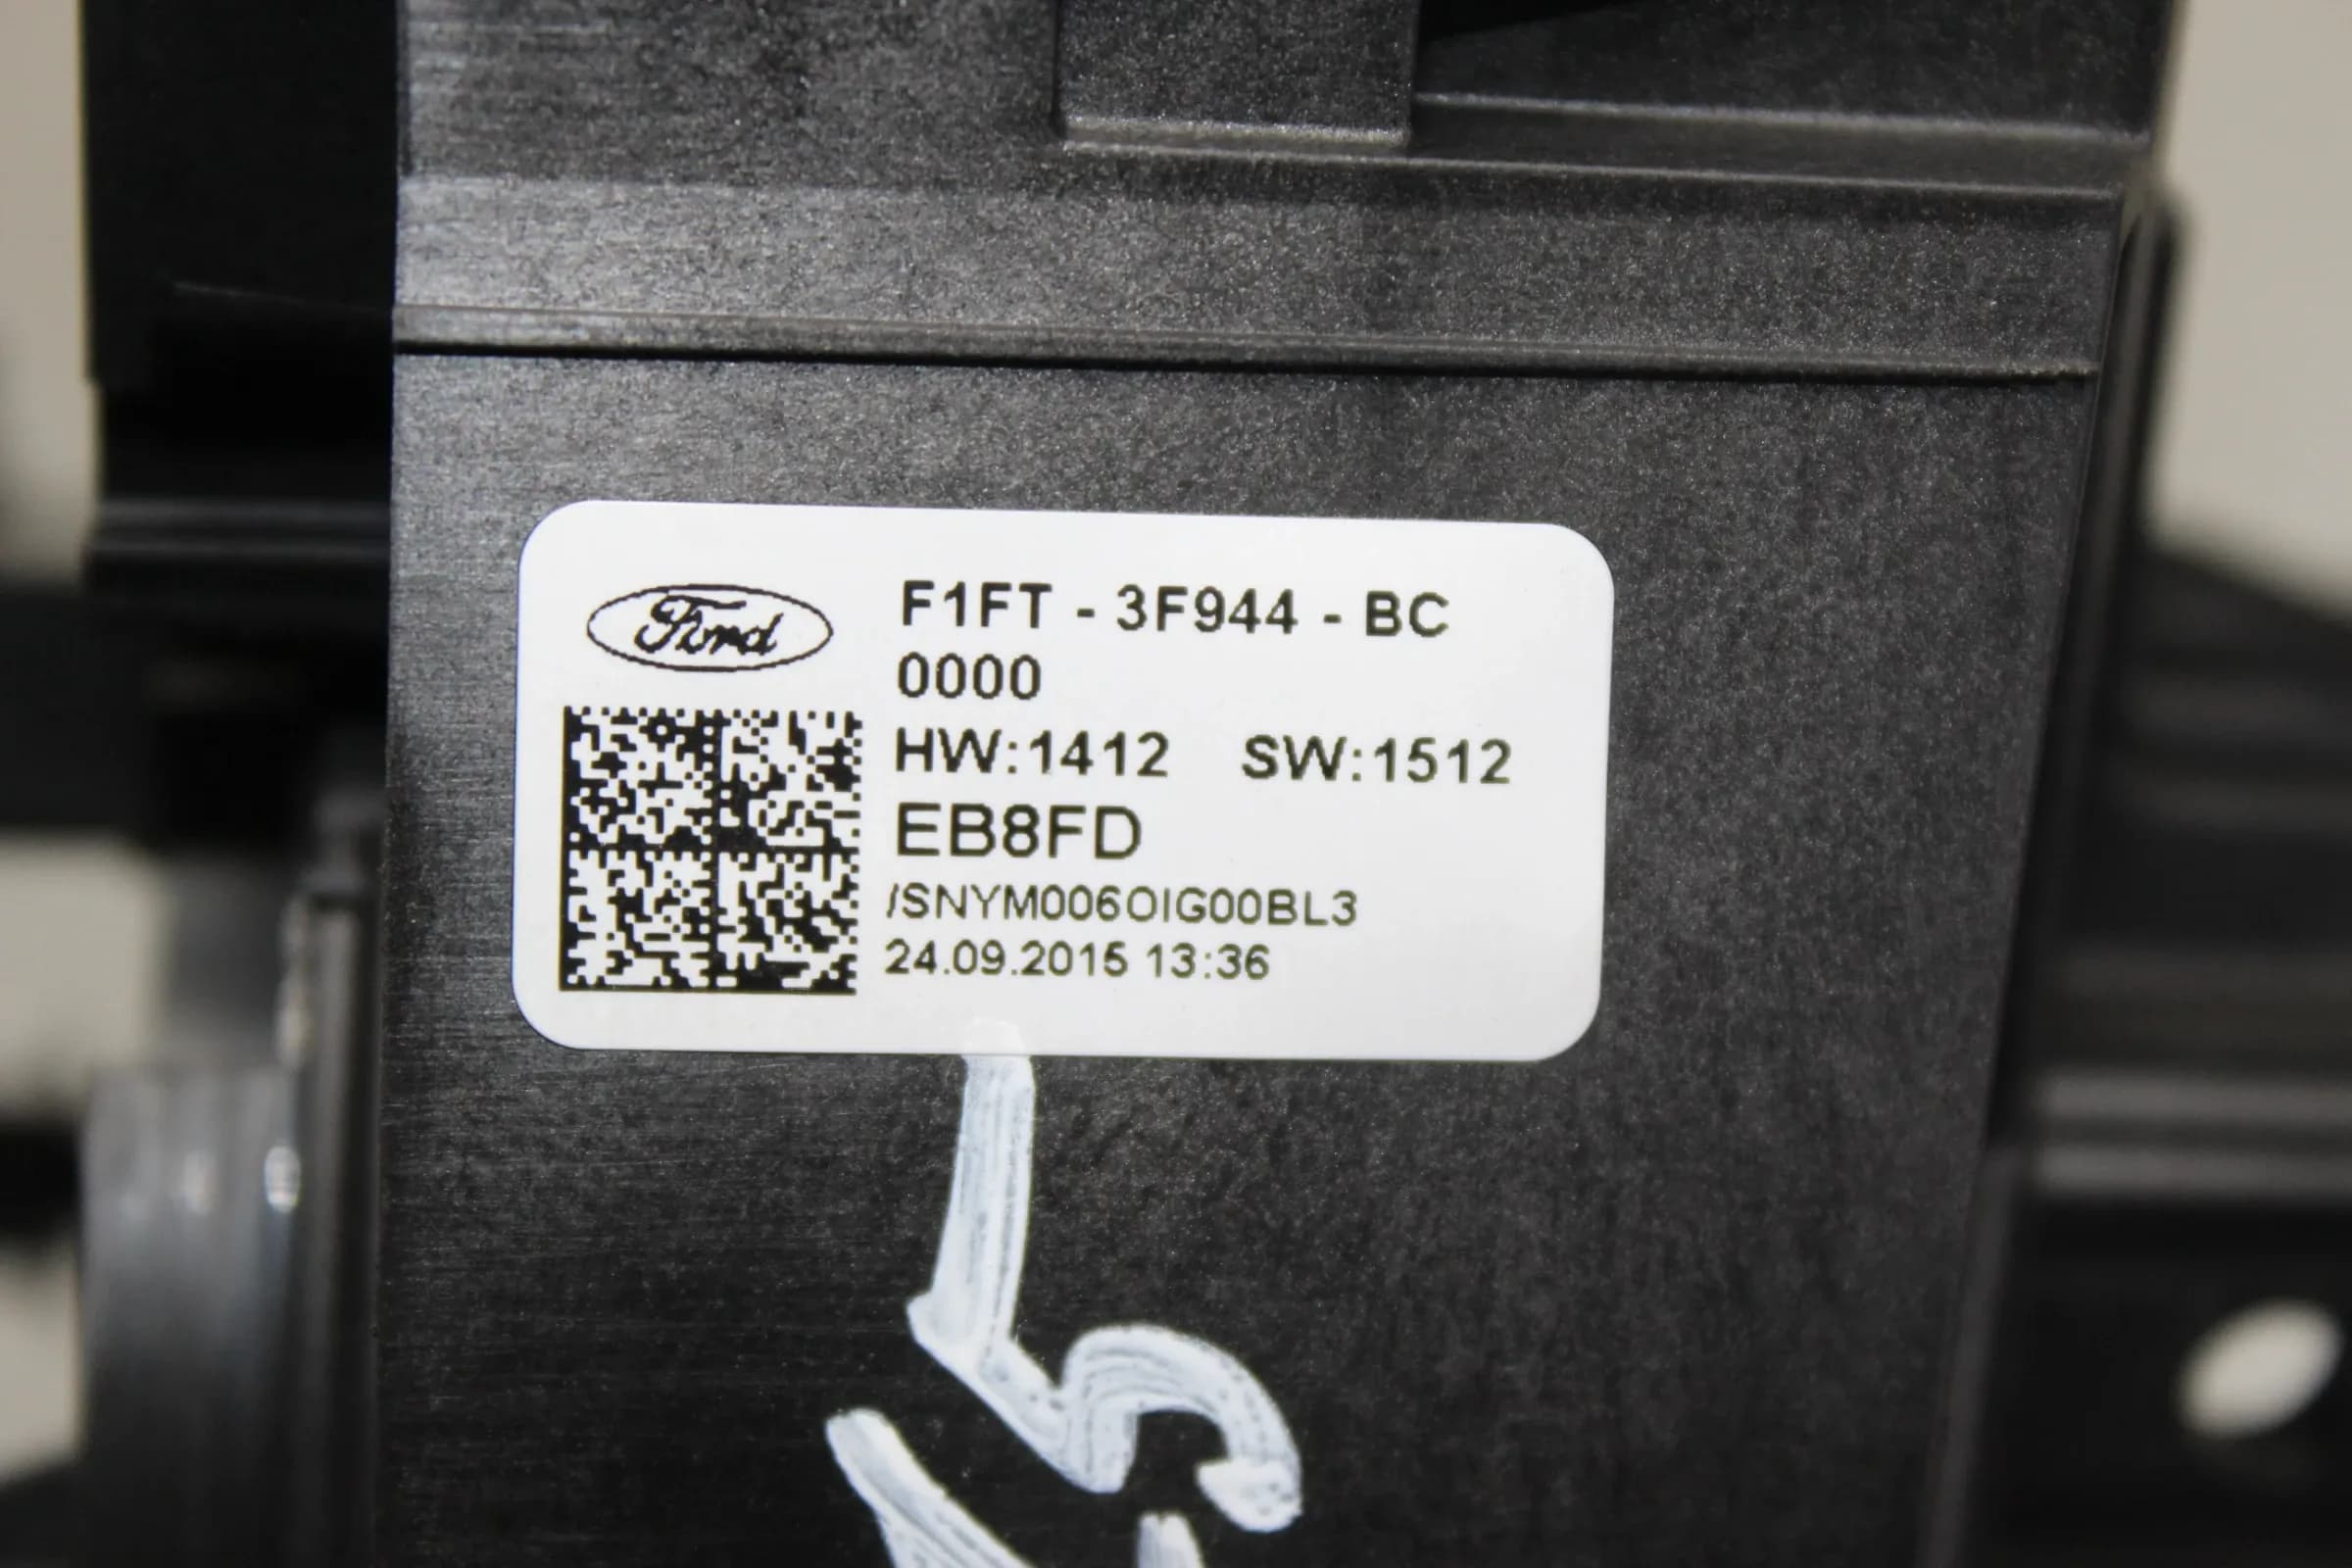 Ford
F1FT - 3F944 - BC
0000
HW:1412 SW:1512
EB8FD
/SNYM006OIG00BL3
24.09.2015 13:36